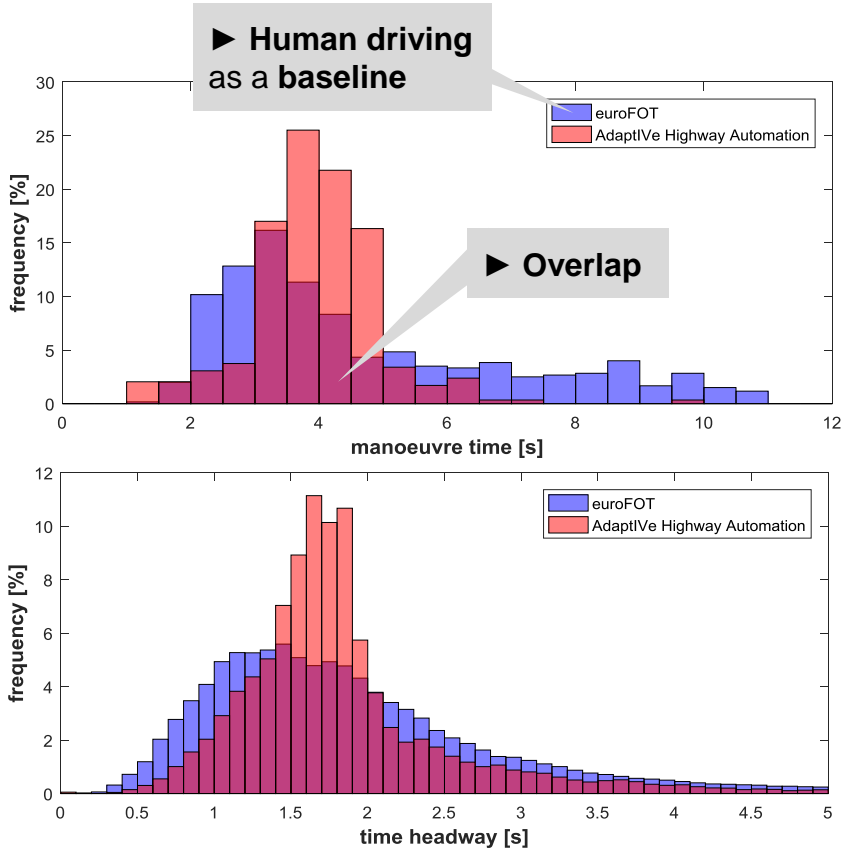 ► Human driving
as a baseline
30
25
20
15
10
5
0
frequency [%]
euroFOT
AdaptIVe Highway Automation
► Overlap
0 2 4 6 8 10 12
manoeuvre time [s]
12
10
8
6
4
2
0
frequency [%]
euroFOT
AdaptIVe Highway Automation
0 0.5 1 1.5 2 2.5 3 3.5 4 4.5 5
time headway [s]